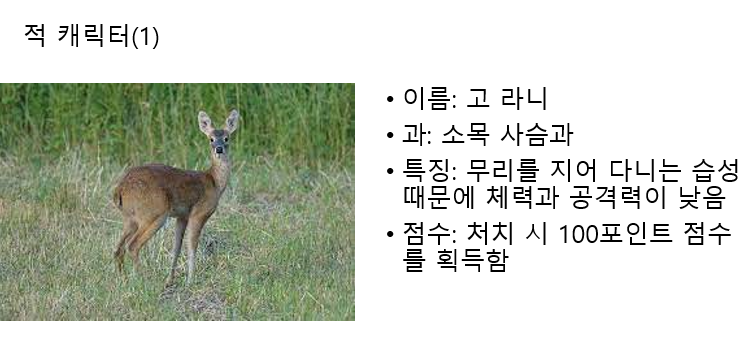 적 캐릭터(1)
• 이름: 고 라니
• 과: 소목 사슴과
• 특징: 무리를 지어 다니는 습성
때문에 체력과 공격력이 낮음
• 점수: 처치 시 100포인트 점수
를 획득함